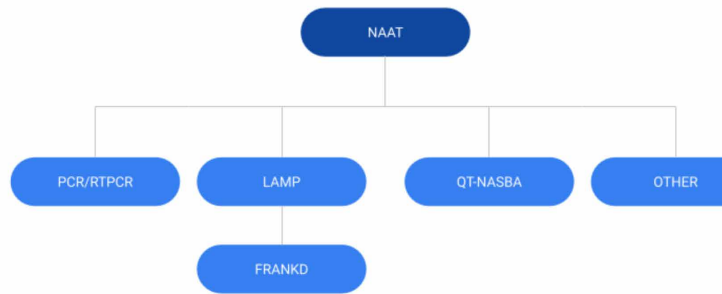 NAAT
PCR/RTPCR
LAMP
QT-NASBA
OTHER
FRANKD